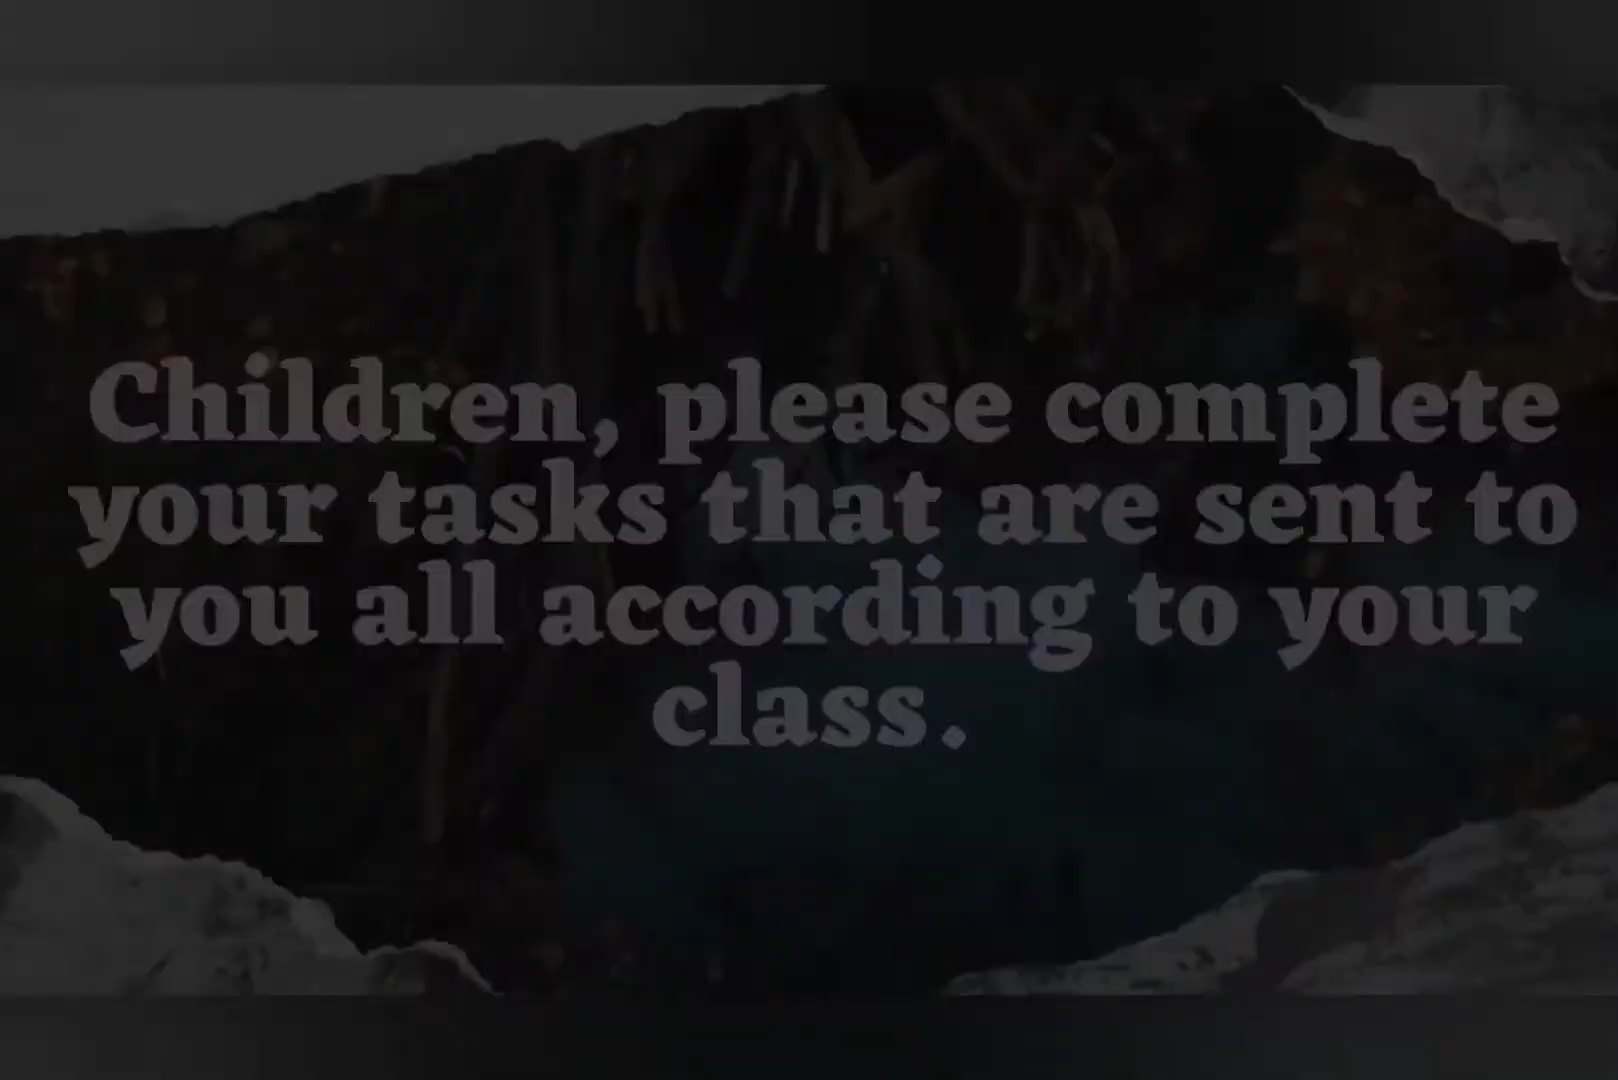 Children, please complete
your tasks that are sent to
you all according to your
class.